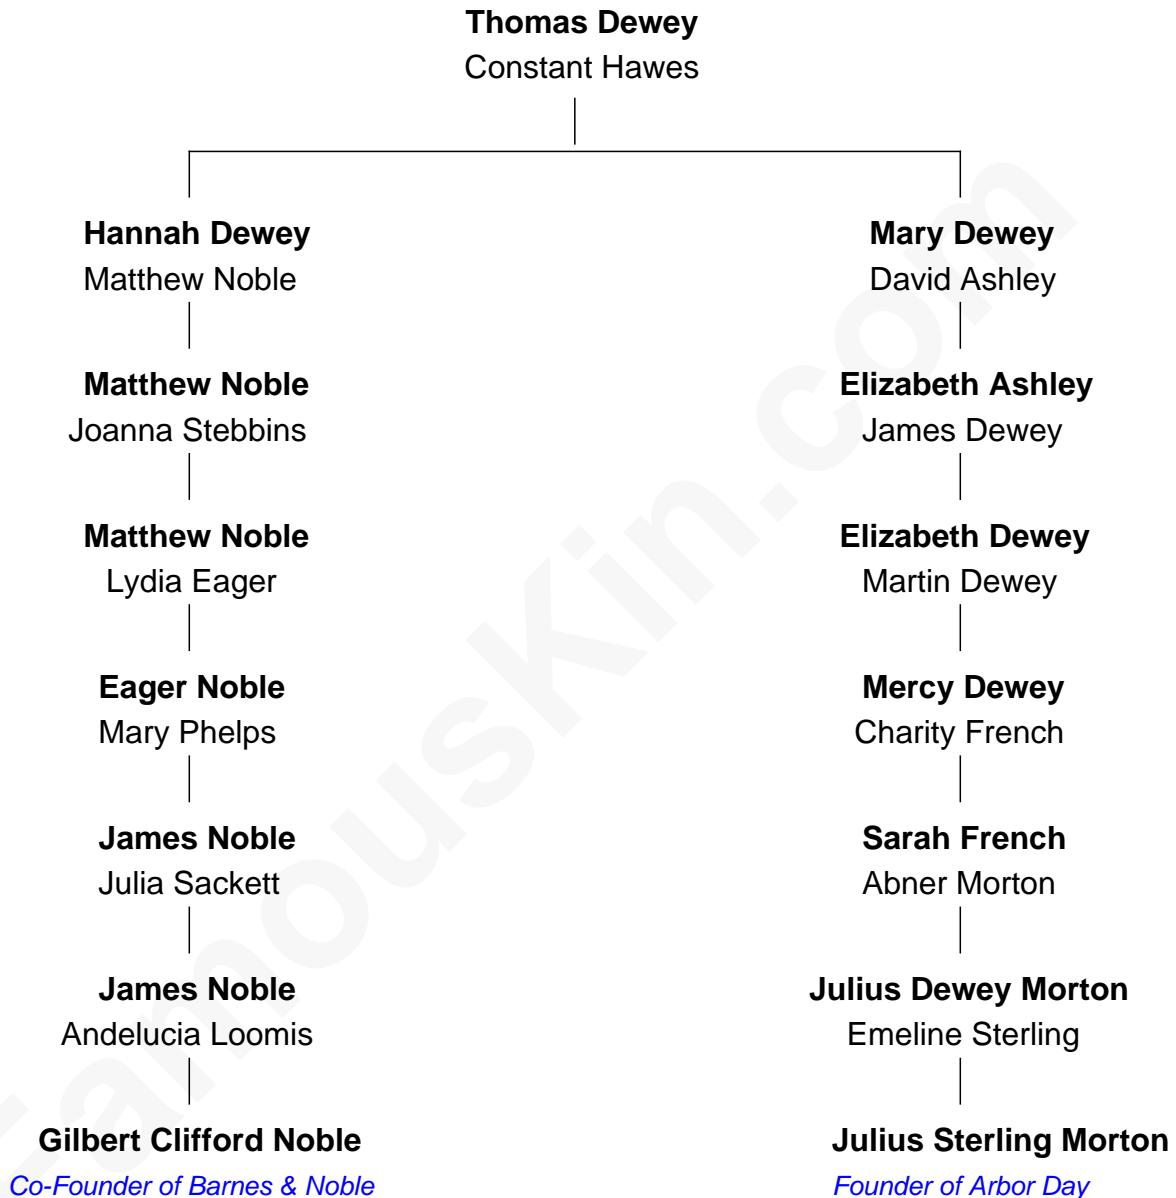 Thomas Dewey
Constant Hawes
Hannah Dewey
Matthew Noble
Mary Dewey
David Ashley
Matthew Noble
Joanna Stebbins
Elizabeth Ashley
James Dewey
Matthew Noble
Lydia Eager
Elizabeth Dewey
Martin Dewey
Eager Noble
Mary Phelps
Mercy Dewey
Charity French
James Noble
Julia Sackett
Sarah French
Abner Morton
James Noble
Andelucia Loomis
Julius Dewey Morton
Emeline Sterling
Gilbert Clifford Noble
Co-Founder of Barnes & Noble
Julius Sterling Morton
Founder of Arbor Day
FamousKin.com